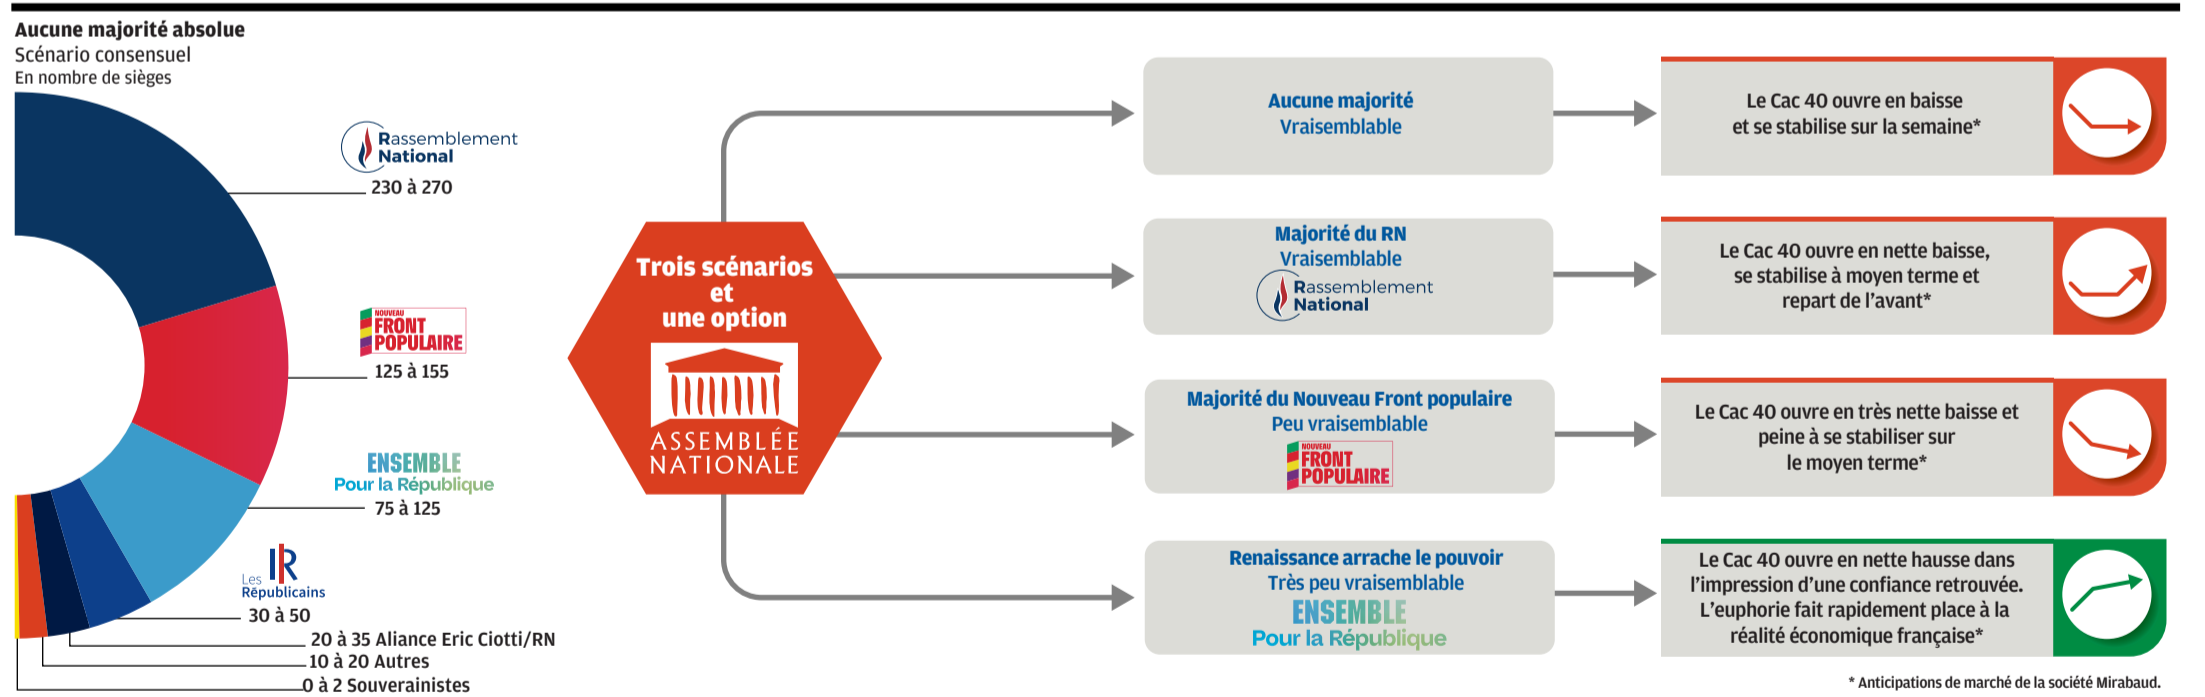 Aucune majorité absolue
Scénario consensuel
En nombre de sièges
Rassemblement
National
230 à 270
NOUVEAU
FRONT
POPULAIRE
125 à 155
ENSEMBLE
Pour la République
75 à 125
LR
Les
Républicains
30 à 50
20 à 35 Aliance Eric Ciotti/RN
10 à 20 Autres
0 à 2 Souverainistes
Trois scénarios
et
une option
ASSEMBLÉE
NATIONALE
Aucune majorité
Vraisemblable
Le Cac 40 ouvre en baisse
et se stabilise sur la semaine*
Majorité du RN
Vraisemblable
Rassemblement
National
Le Cac 40 ouvre en nette baisse,
se stabilise à moyen terme et
repart de l'avant*
Majorité du Nouveau Front populaire
Peu vraisemblable
NOUVEAU
FRONT
POPULAIRE
Le Cac 40 ouvre en très nette baisse et
peine à se stabiliser sur
le moyen terme*
Renaissance arrache le pouvoir
Très peu vraisemblable
ENSEMBLE
Pour la République
Le Cac 40 ouvre en nette hausse dans
l'impression d'une confiance retrouvée.
L'euphorie fait rapidement place à la
réalité économique française*
* Anticipations de marché de la société Mirabaud.